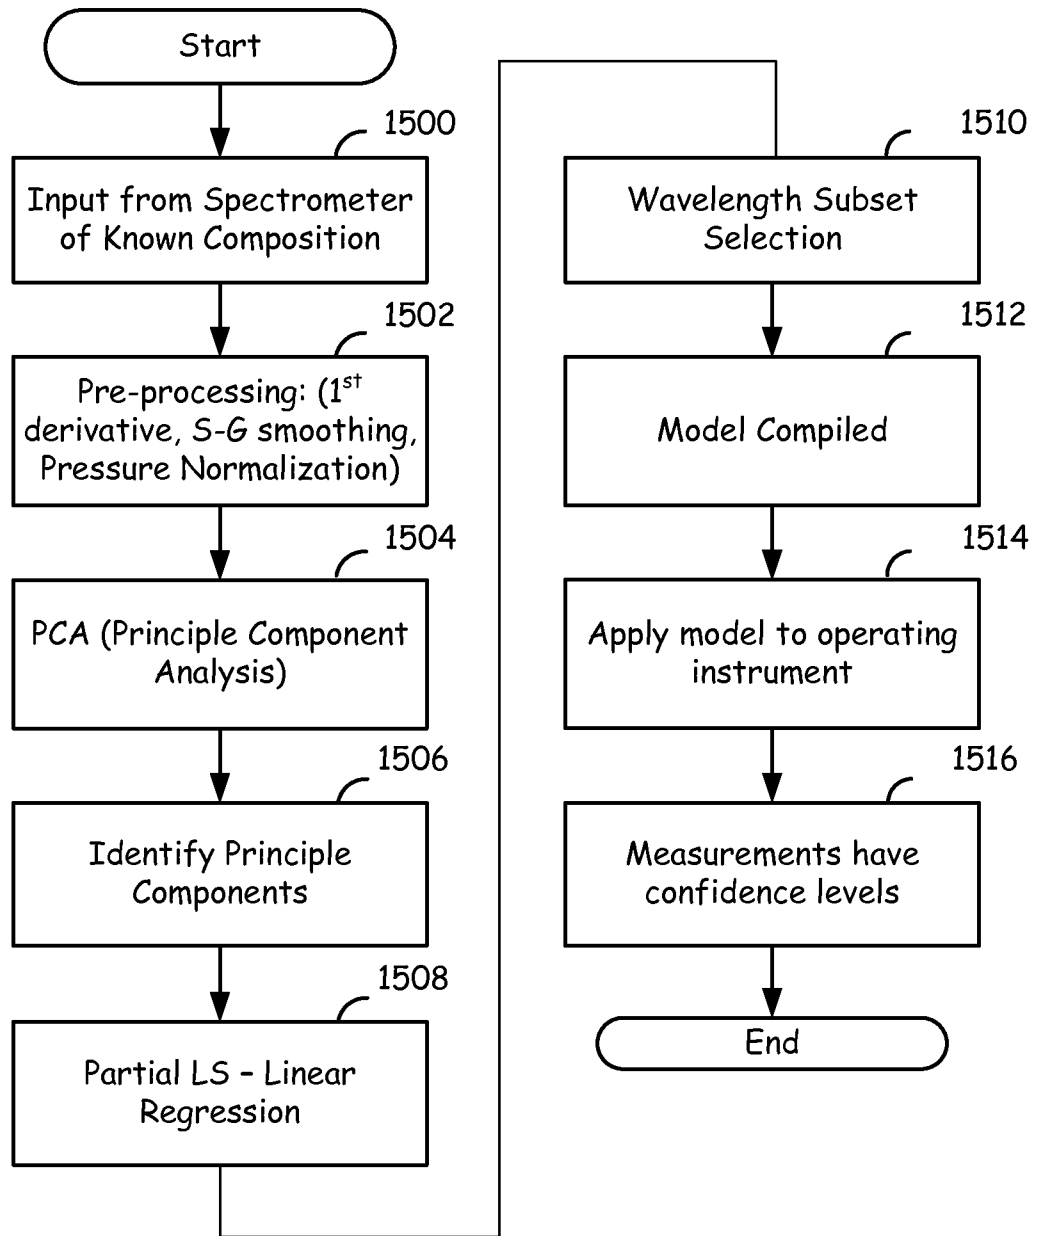 Start
1500
Input from Spectrometer
of Known Composition
1502
Pre-processing: (1st
derivative, S-G smoothing,
Pressure Normalization)
1504
PCA (Principle Component
Analysis)
1506
Identify Principle
Components
1508
Partial LS – Linear
Regression
1510
Wavelength Subset
Selection
1512
Model Compiled
1514
Apply model to operating
instrument
1516
Measurements have
confidence levels
End